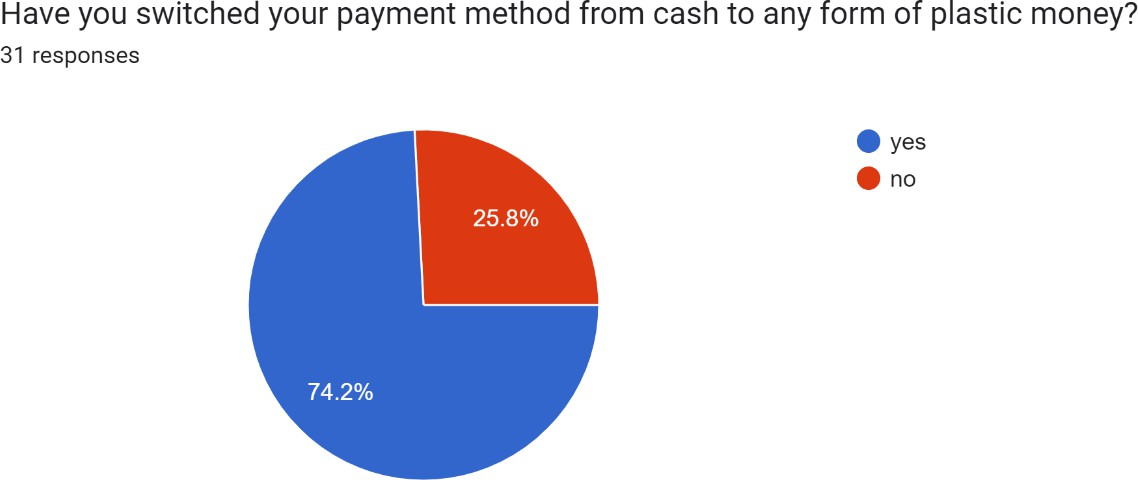 Have you switched your payment method from cash to any form of plastic money?
31 responses
yes
no
25.8%
74.2%